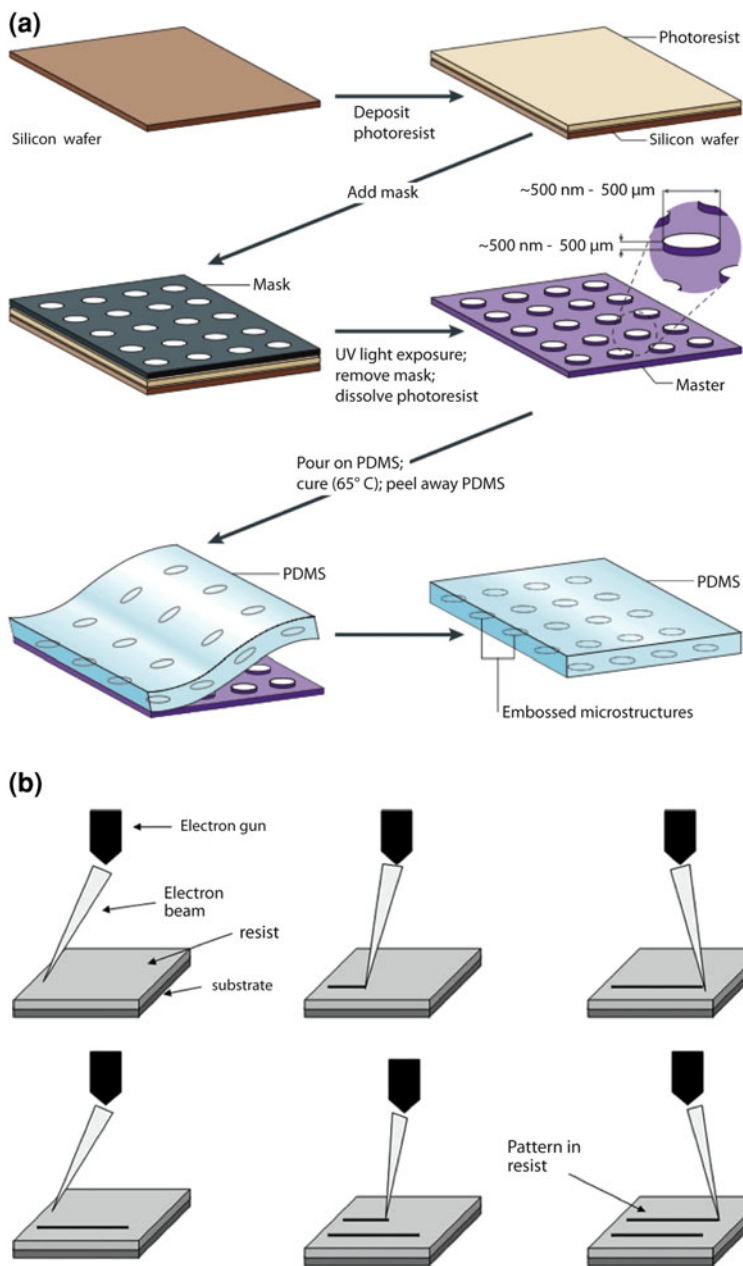 (a)
Photoresist
Silicon wafer
Deposit
photoresist
Silicon wafer
Add mask
~500 nm - 500 µm
~500 nm - 500 µm
Mask
UV light exposure;
remove mask;
dissolve photoresist
Master
Pour on PDMS;
cure (65° C); peel away PDMS
PDMS
PDMS
Embossed microstructures
(b)
Electron gun
Electron
beam
resist
substrate
Pattern in
resist